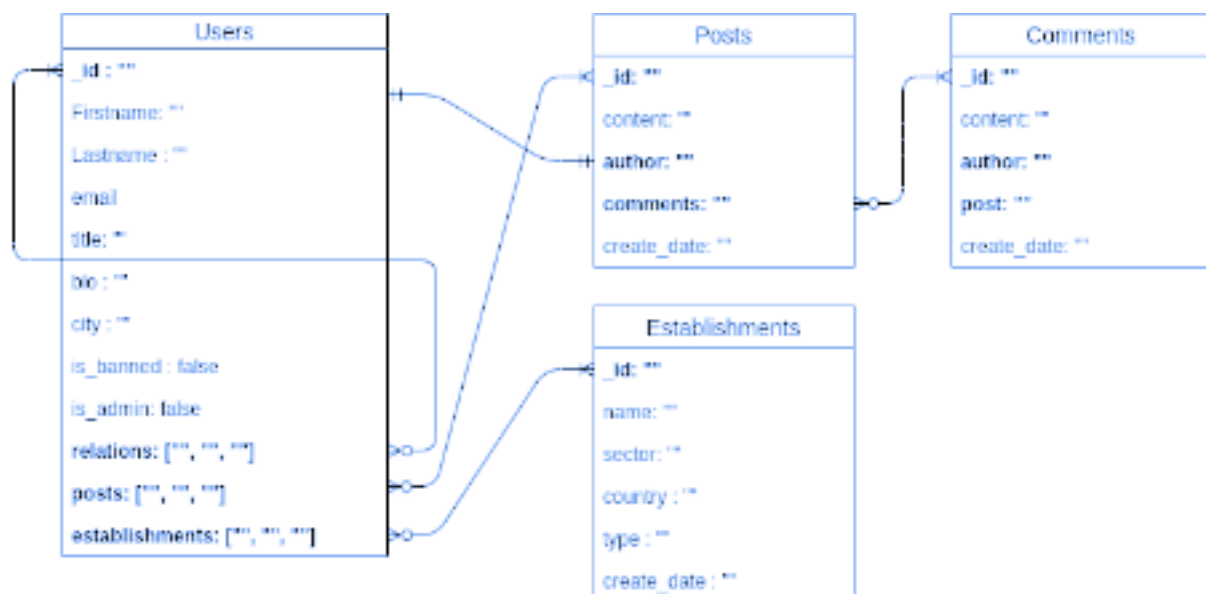 Users
_id : ""
Firstname: ""
Lastname : ""
email
title: ""
bio : ""
city : ""
is_banned : false
is_admin: false
relations: ["", "", ""]
posts: ["", "", ""]
establishments: ["", "", ""]
Posts
_id: ""
content: ""
author: ""
comments: ""
create_date: ""
Comments
_id: ""
content: ""
author: ""
post: ""
create_date: ""
Establishments
_id: ""
name: ""
sector: ""
country : ""
type : ""
create_date : ""